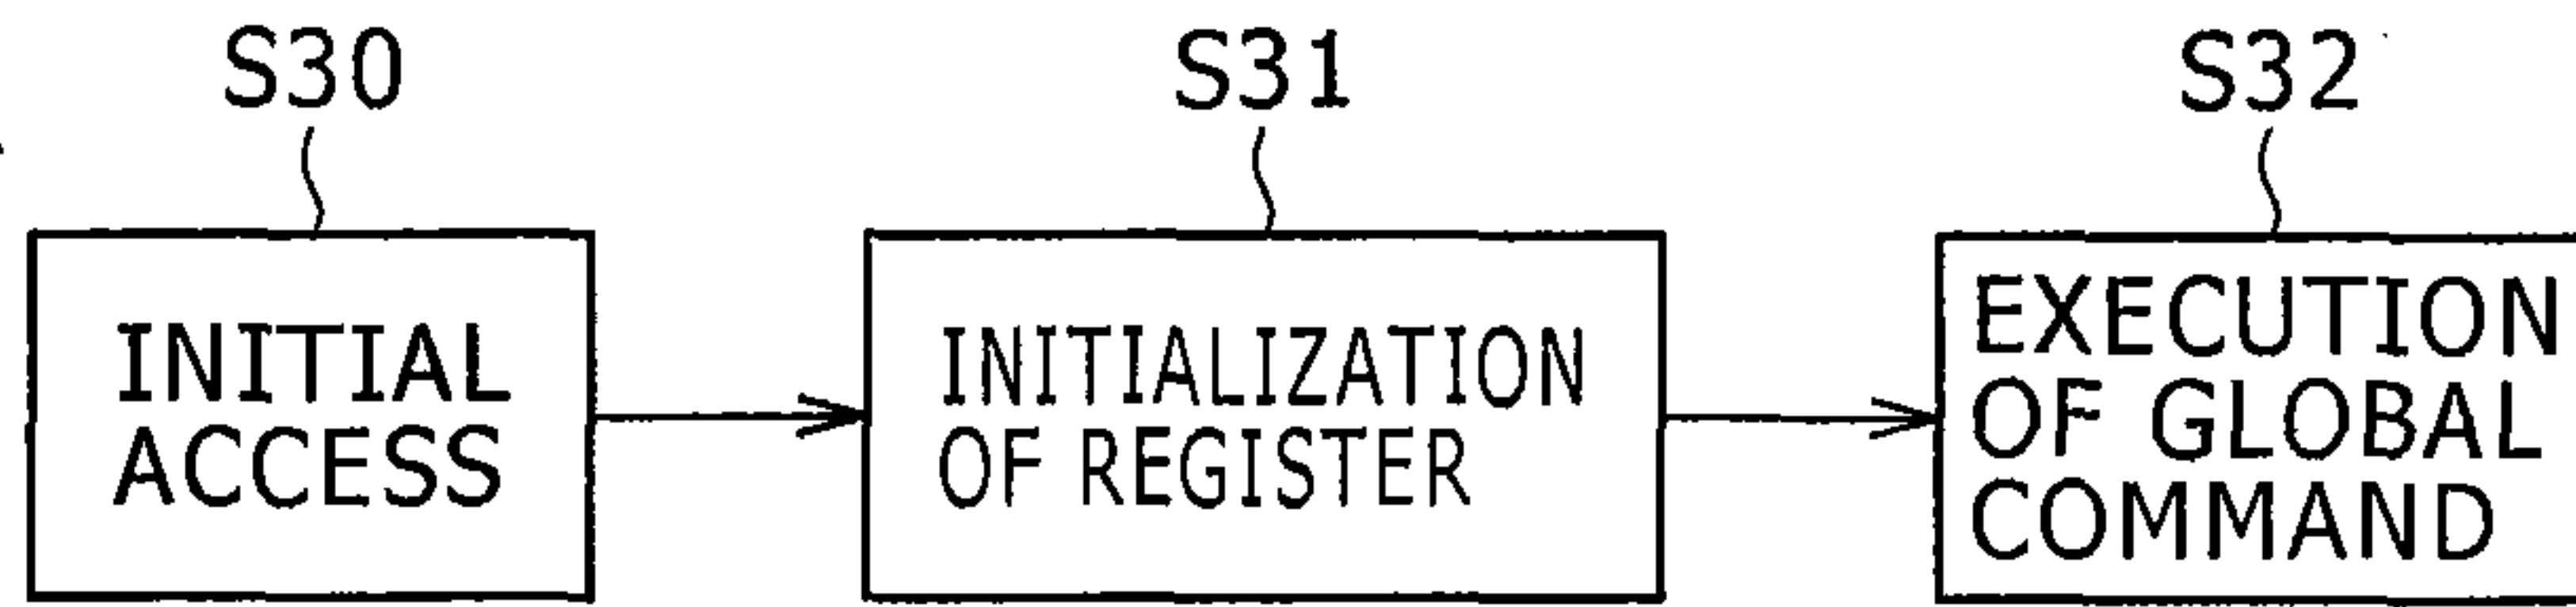 S30
S31
S32
INITIAL
ACCESS
INITIALIZATION
OF REGISTER
EXECUTION
OF GLOBAL
COMMAND